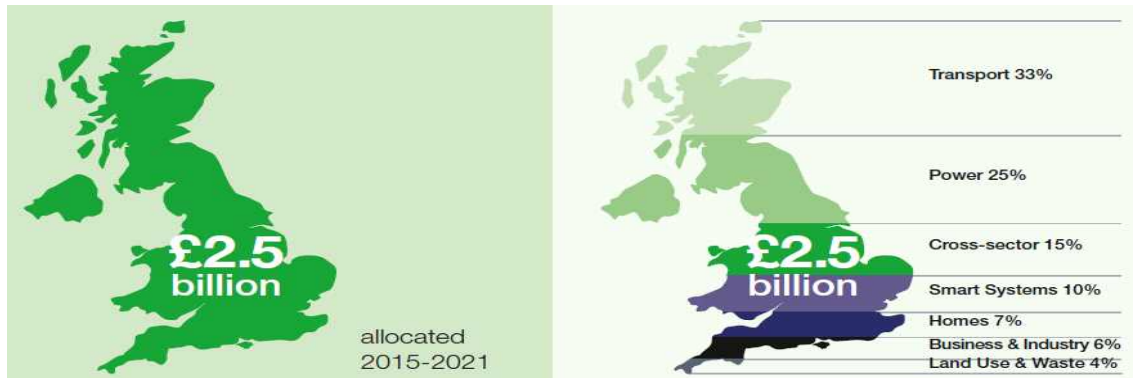 £2.5
billion
allocated
2015-2021
Transport 33%
Power 25%
£2.5
billion
Cross-sector 15%
Smart Systems 10%
Homes 7%
Business & Industry 6%
Land Use & Waste 4%